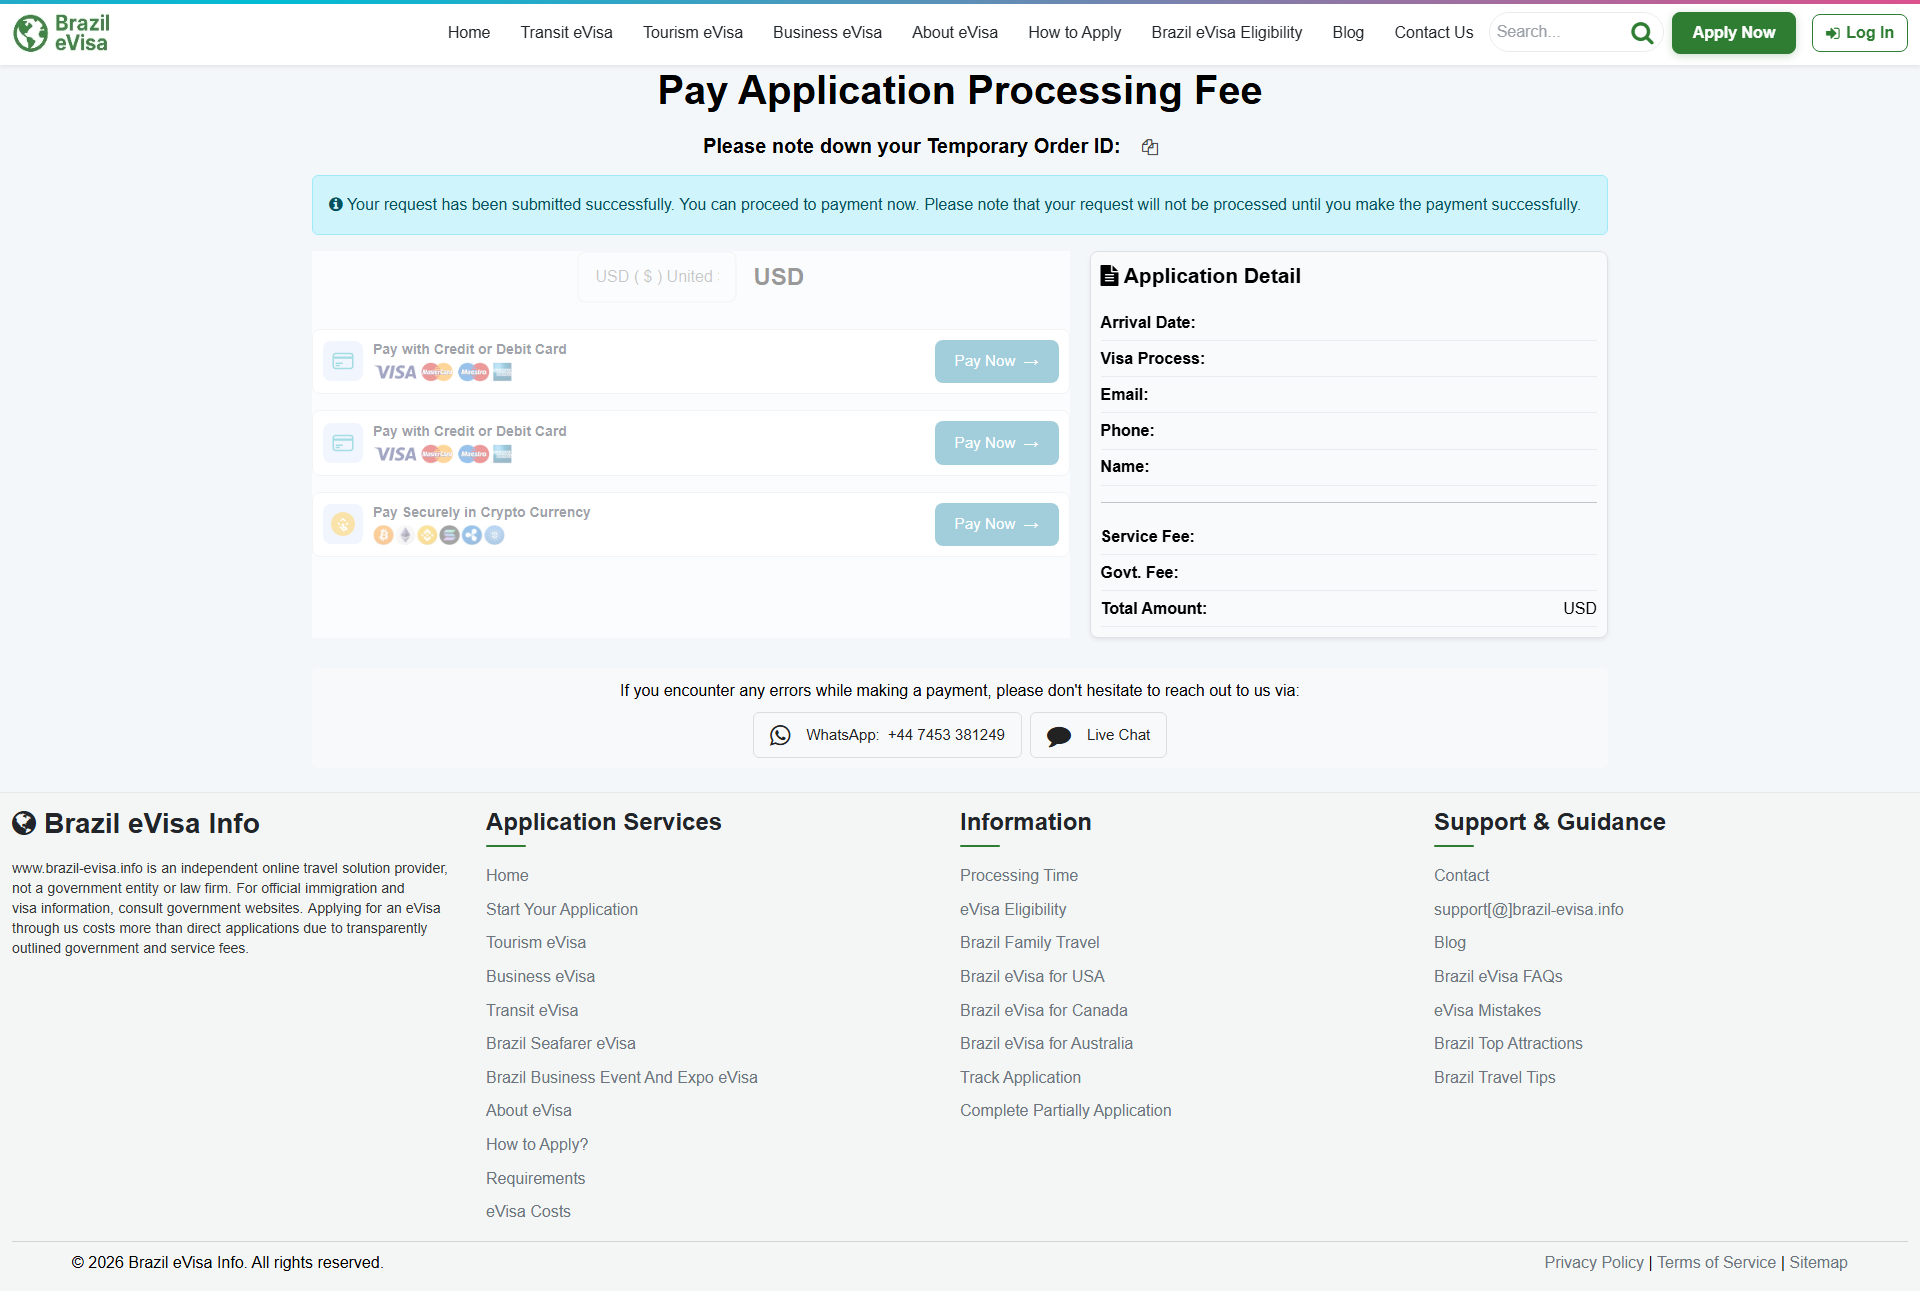 Brazil
eVisa
Home
Transit eVisa
Tourism eVisa
Business eVisa
About eVisa
How to Apply
Brazil eVisa Eligibility
Blog
Contact Us
Search...
Apply Now
Log In
Pay Application Processing Fee
Please note down your Temporary Order ID:
Your request has been submitted successfully. You can proceed to payment now. Please note that your request will not be processed until you make the payment successfully.
USD ( $ ) United
USD
Pay with Credit or Debit Card
VISA MasterCard Maestro
Pay Now →
Pay with Credit or Debit Card
VISA MasterCard Maestro
Pay Now →
Pay Securely in Crypto Currency
Pay Now →
Application Detail
Arrival Date:
Visa Process:
Email:
Phone:
Name:
Service Fee:
Govt. Fee:
Total Amount: USD
If you encounter any errors while making a payment, please don't hesitate to reach out to us via:
WhatsApp: +44 7453 381249
Live Chat
Brazil eVisa Info
www.brazil-evisa.info is an independent online travel solution provider,
not a government entity or law firm. For official immigration and
visa information, consult government websites. Applying for an eVisa
through us costs more than direct applications due to transparently
outlined government and service fees.
Application Services
Home
Start Your Application
Tourism eVisa
Business eVisa
Transit eVisa
Brazil Seafarer eVisa
Brazil Business Event And Expo eVisa
About eVisa
How to Apply?
Requirements
eVisa Costs
Information
Processing Time
eVisa Eligibility
Brazil Family Travel
Brazil eVisa for USA
Brazil eVisa for Canada
Brazil eVisa for Australia
Track Application
Complete Partially Application
Support & Guidance
Contact
support[@]brazil-evisa.info
Blog
Brazil eVisa FAQs
eVisa Mistakes
Brazil Top Attractions
Brazil Travel Tips
© 2026 Brazil eVisa Info. All rights reserved.
Privacy Policy | Terms of Service | Sitemap